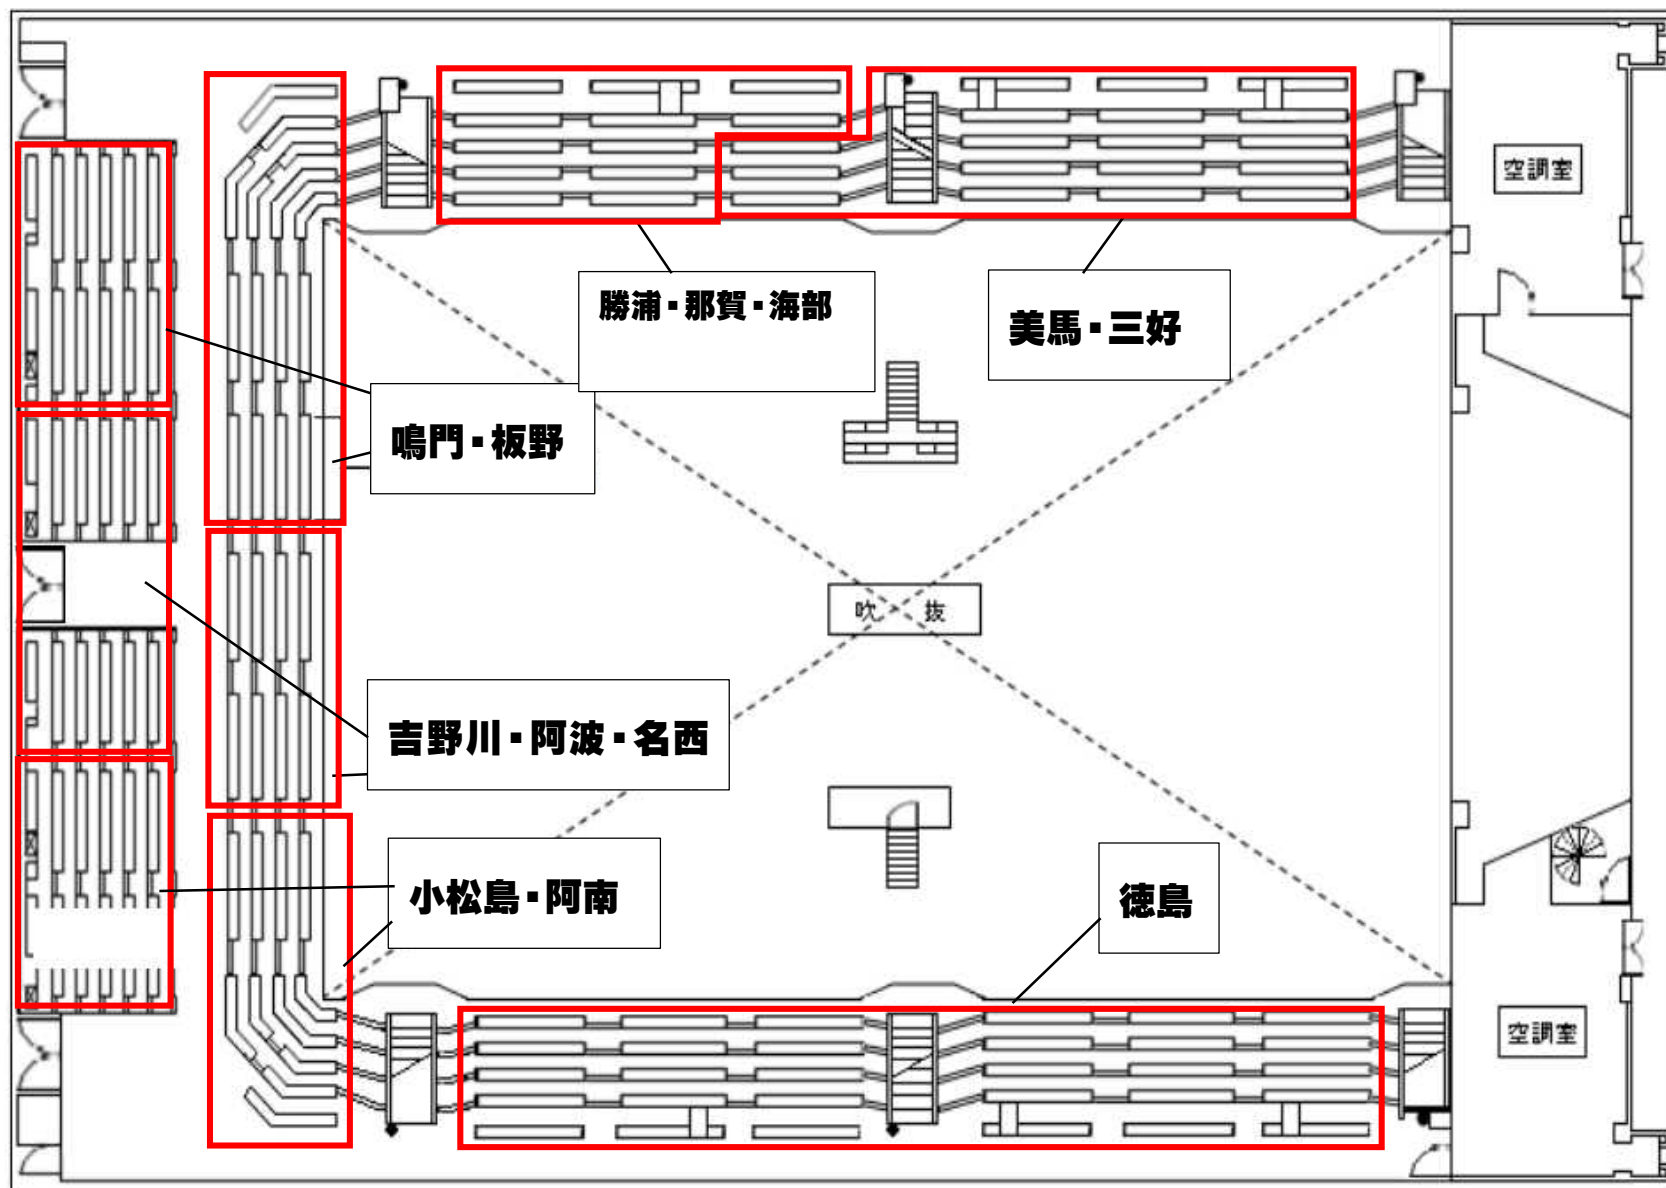 空調室
勝浦・那賀・海部
美馬・三好
鳴門・板野
吹抜
吉野川・阿波・名西
小松島・阿南
徳島
空調室